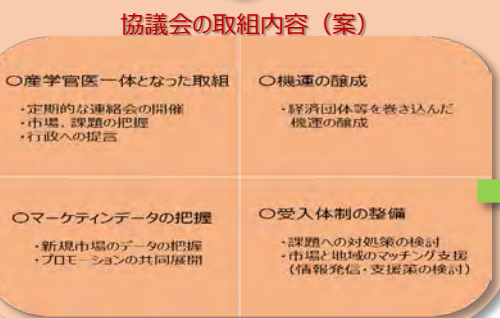 協議会の取組内容（案）
○産学官医一体となった取組
・定期的な連絡会の開催
・市場、課題の把握
・行政への提言
○機運の醸成
・経済団体等を巻き込んだ
機運の醸成
○マーケティンデータの把握
・新規市場のデータの把握
・プロモーションの共同展開
○受入体制の整備
・課題への対処策の検討
・市場と地域のマッチング支援
（情報発信・支援策の検討）